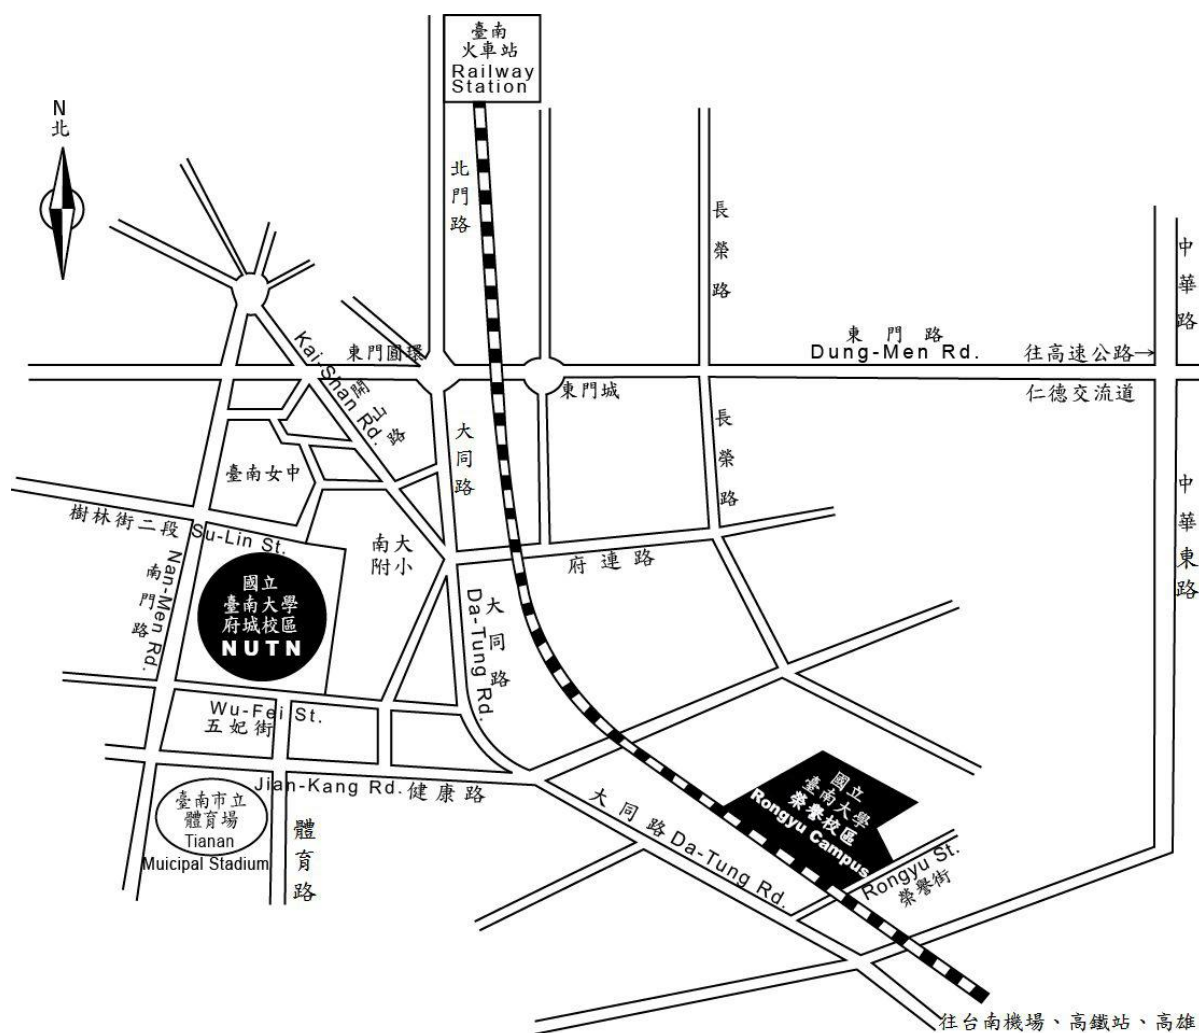 臺南
火車站
Railway
Station
N
北
北門路
長榮路
中華路
東門路
Dung-Men Rd.
往高速公路→
仁德交流道
東門圓環
東門城
Kai-Shan Rd.
開山路
大同路
長榮路
中華東路
臺南女中
樹林街二段
Su-Lin St.
南大
附小
府連路
Nan-Men Rd.
南門路
國立
臺南大學
府城校區
NUTN
大同路
Da-Tung Rd.
Wu-Fei St.
五妃街
Jian-Kang Rd. 健康路
臺南市立
體育場
Tianan
Muicipal Stadium
體育路
大同路 Da-Tung Rd.
國立
臺南大學
榮譽校區
Rongyu Campus
Rongyu St.
榮譽街
往台南機場、高鐵站、高雄